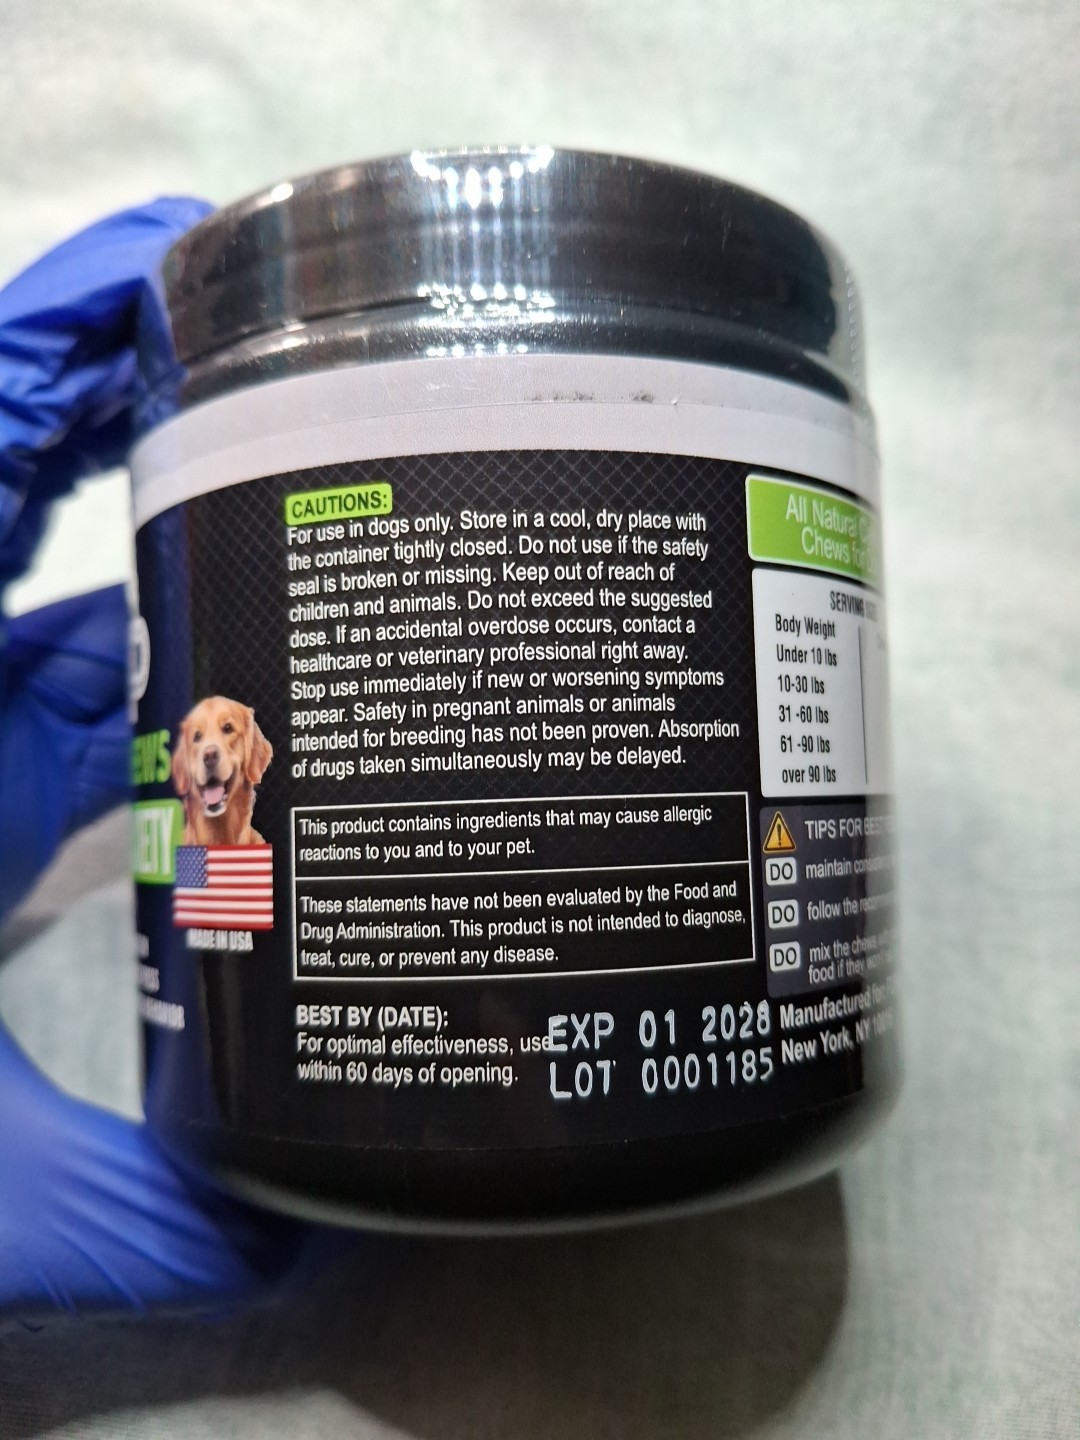 CAUTIONS:
For use in dogs only. Store in a cool, dry place with
the container tightly closed. Do not use if the safety
seal is broken or missing. Keep out of reach of
children and animals. Do not exceed the suggested
dose. If an accidental overdose occurs, contact a
healthcare or veterinary professional right away.
Stop use immediately if new or worsening symptoms
appear. Safety in pregnant animals or animals
intended for breeding has not been proven. Absorption
of drugs taken simultaneously may be delayed.
This product contains ingredients that may cause allergic
reactions to you and to your pet.
These statements have not been evaluated by the Food and
Drug Administration. This product is not intended to diagnose,
treat, cure, or prevent any disease.
BEST BY (DATE):
For optimal effectiveness, use
within 60 days of opening.
EXP 01 2028
LOT 0001185
MADE IN USA
All Natural
Chews for
SERVING
Body Weight
Under 10 lbs
10-30 lbs
31 -60 lbs
61 -90 lbs
over 90 lbs
TIPS FOR BEST
DO maintain
DO follow the
DO mix the chews
food if they
Manufactured for:
New York, NY